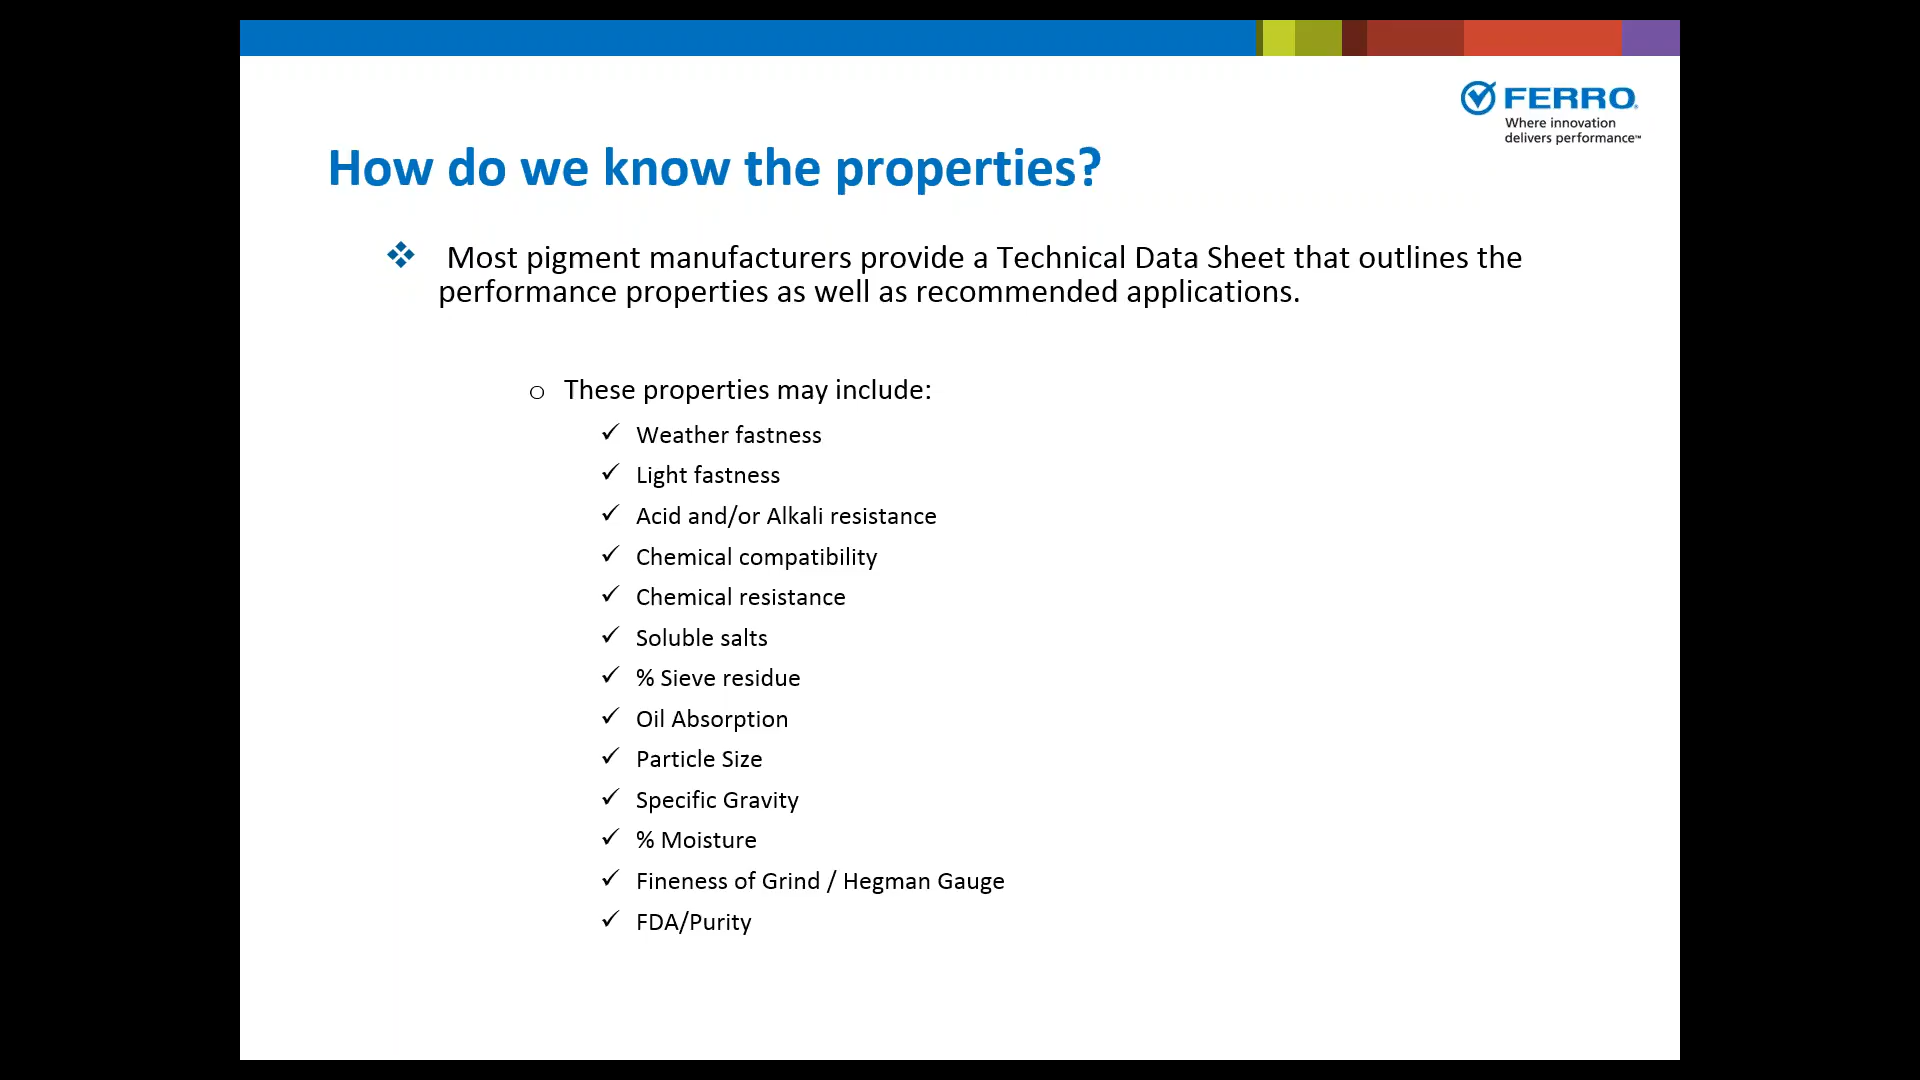 FERRO
Where innovation
delivers performance™
How do we know the properties?
Most pigment manufacturers provide a Technical Data Sheet that outlines the
performance properties as well as recommended applications.
o These properties may include:
✓ Weather fastness
✓ Light fastness
✓ Acid and/or Alkali resistance
✓ Chemical compatibility
✓ Chemical resistance
✓ Soluble salts
✓ % Sieve residue
✓ Oil Absorption
✓ Particle Size
✓ Specific Gravity
✓ % Moisture
✓ Fineness of Grind / Hegman Gauge
✓ FDA/Purity